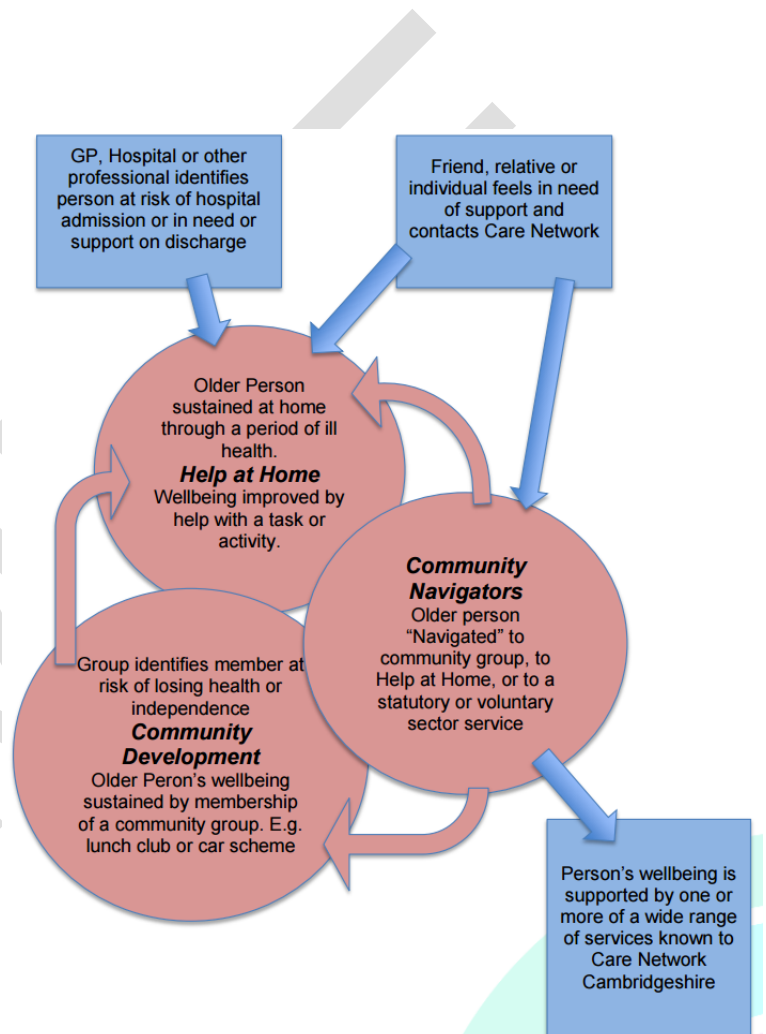 GP, Hospital or other
professional identifies
person at risk of hospital
admission or in need or
support on discharge
Friend, relative or
individual feels in need
of support and
contacts Care Network
Older Person
sustained at home
through a period of ill
health.
Help at Home
Wellbeing improved by
help with a task or
activity.
Community
Navigators
Older person
“Navigated” to
community group, to
Help at Home, or to a
statutory or voluntary
sector service
Group identifies member at
risk of losing health or
independence
Community
Development
Older Peron’s wellbeing
sustained by membership
of a community group. E.g.
lunch club or car scheme
Person’s wellbeing is
supported by one or
more of a wide range
of services known to
Care Network
Cambridgeshire